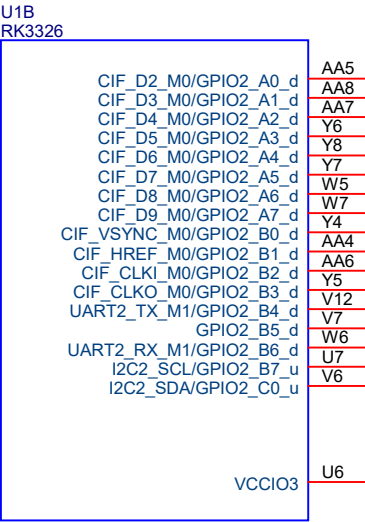 U1B
RK3326
CIF_D2_M0/GPIO2_A0_d AA5
CIF_D3_M0/GPIO2_A1_d AA8
CIF_D4_M0/GPIO2_A2_d AA7
CIF_D5_M0/GPIO2_A3_d Y6
CIF_D6_M0/GPIO2_A4_d Y8
CIF_D7_M0/GPIO2_A5_d Y7
CIF_D8_M0/GPIO2_A6_d W5
CIF_D9_M0/GPIO2_A7_d W7
CIF_VSYNC_M0/GPIO2_B0_d Y4
CIF_HREF_M0/GPIO2_B1_d AA4
CIF_CLKI_M0/GPIO2_B2_d AA6
CIF_CLKO_M0/GPIO2_B3_d Y5
UART2_TX_M1/GPIO2_B4_d V12
GPIO2_B5_d V7
UART2_RX_M1/GPIO2_B6_d W6
I2C2_SCL/GPIO2_B7_u U7
I2C2_SDA/GPIO2_C0_u V6
VCCIO3 U6